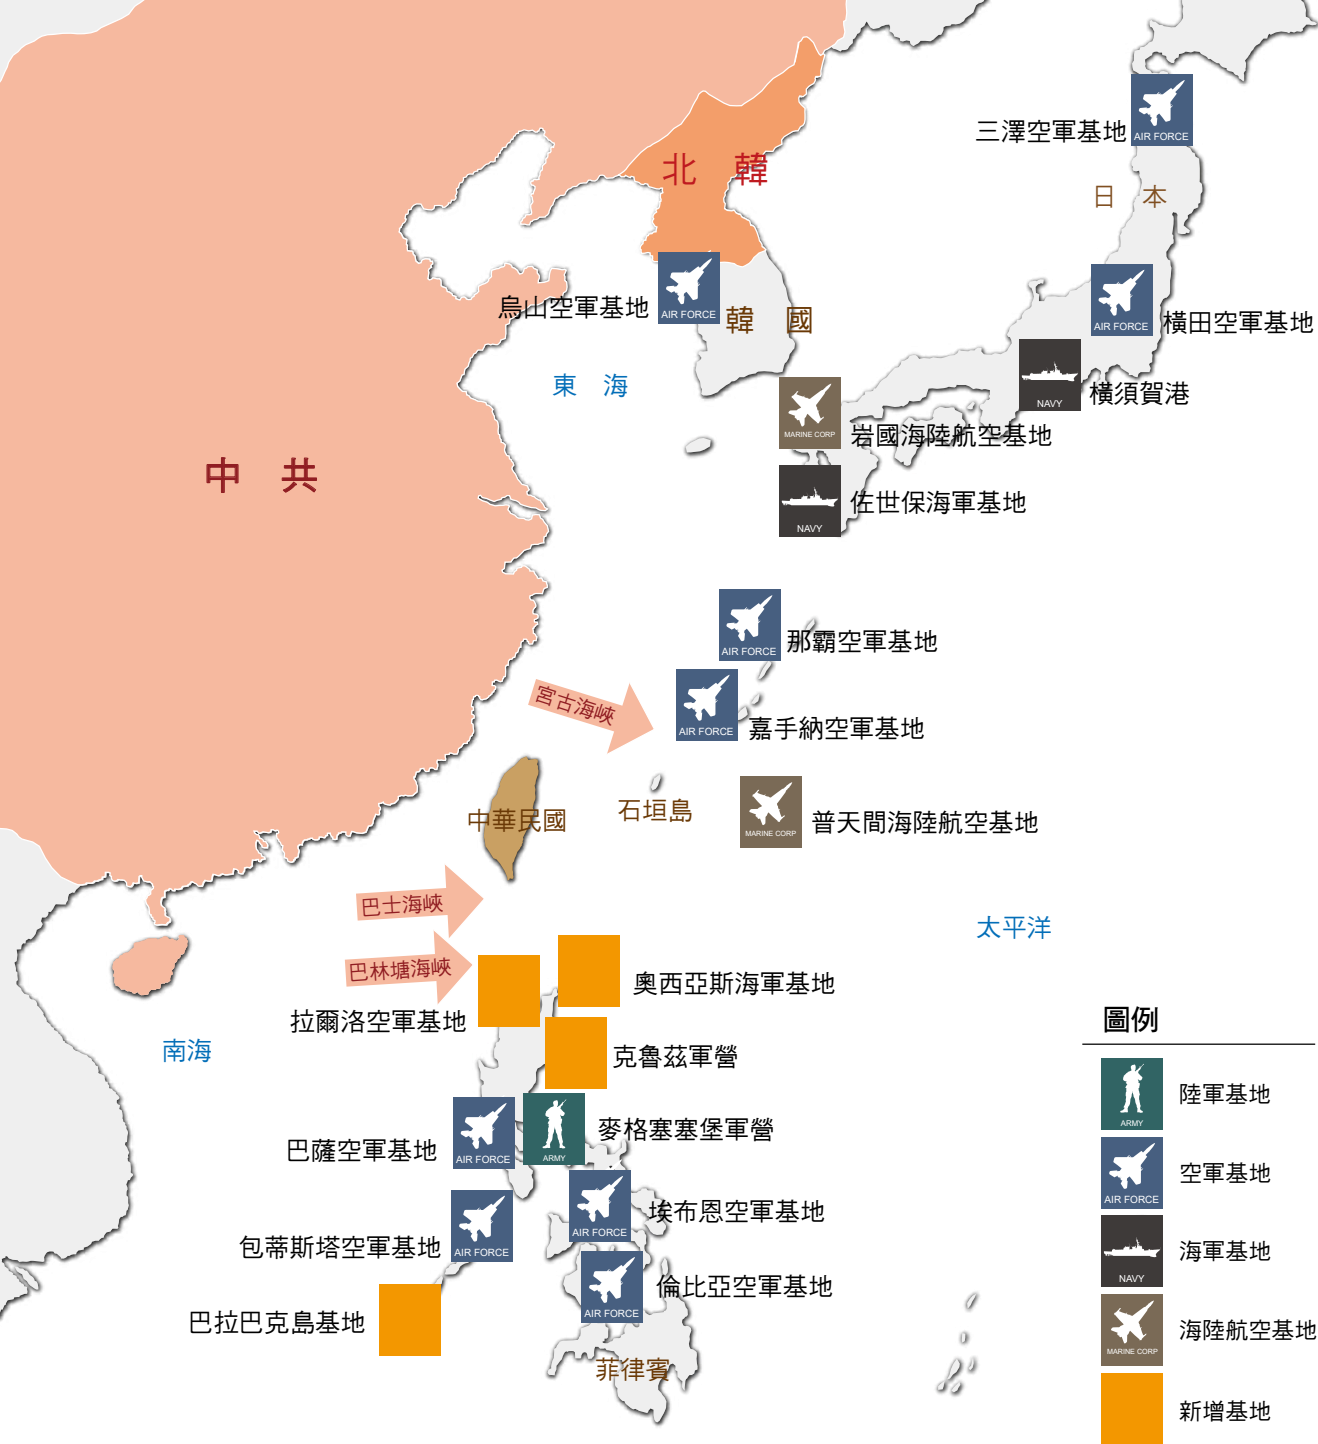 三澤空軍基地
AIR FORCE
北 韓
日 本
烏山空軍基地
AIR FORCE
韓 國
AIR FORCE
橫田空軍基地
東 海
NAVY
橫須賀港
MARINE CORP
岩國海陸航空基地
中 共
NAVY
佐世保海軍基地
AIR FORCE
那霸空軍基地
宮古海峽
AIR FORCE
嘉手納空軍基地
中華民國
石垣島
MARINE CORP
普天間海陸航空基地
巴士海峽
太平洋
巴林塘海峽
奧西亞斯海軍基地
拉爾洛空軍基地
南海
克魯茲軍營
巴薩空軍基地
AIR FORCE
ARMY
麥格塞塞堡軍營
AIR FORCE
埃布恩空軍基地
包蒂斯塔空軍基地
AIR FORCE
AIR FORCE
倫比亞空軍基地
巴拉巴克島基地
菲律賓
圖例
ARMY
陸軍基地
AIR FORCE
空軍基地
NAVY
海軍基地
MARINE CORP
海陸航空基地
新增基地